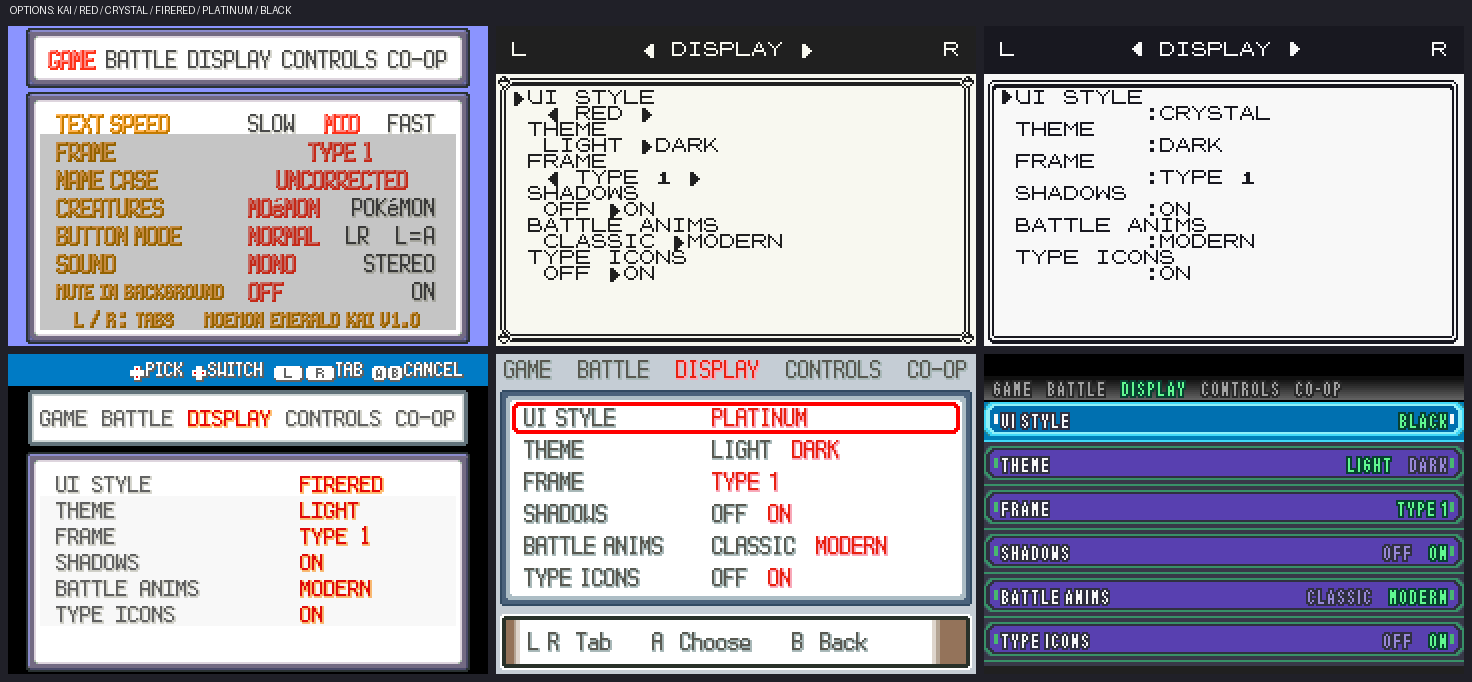 OPTIONS: KAI / RED / CRYSTAL / FIRERED / PLATINUM / BLACK
GAME BATTLE DISPLAY CONTROLS CO-OP
TEXT SPEED SLOW MID FAST
FRAME TYPE 1
NAME CASE UNCORRECTED
CREATURES MOéMON POKéMON
BUTTON MODE NORMAL LR L=A
SOUND MONO STEREO
MUTE IN BACKGROUND OFF ON
L / R: TABS MOEMON EMERALD KAI V1.0
L ◀ DISPLAY ▶ R
▶UI STYLE
◀ RED ▶
THEME
LIGHT ▶DARK
FRAME
◀ TYPE 1 ▶
SHADOWS
OFF ▶ON
BATTLE ANIMS
CLASSIC ▶MODERN
TYPE ICONS
OFF ▶ON
L ◀ DISPLAY ▶ R
▶UI STYLE
:CRYSTAL
THEME
:DARK
FRAME
:TYPE 1
SHADOWS
:ON
BATTLE ANIMS
:MODERN
TYPE ICONS
:ON
PICK SWITCH L R TAB A B CANCEL
GAME BATTLE DISPLAY CONTROLS CO-OP
UI STYLE FIRERED
THEME LIGHT
FRAME TYPE 1
SHADOWS ON
BATTLE ANIMS MODERN
TYPE ICONS ON
GAME BATTLE DISPLAY CONTROLS CO-OP
UI STYLE PLATINUM
THEME LIGHT DARK
FRAME TYPE 1
SHADOWS OFF ON
BATTLE ANIMS CLASSIC MODERN
TYPE ICONS OFF ON
L R Tab A Choose B Back
GAME BATTLE DISPLAY CONTROLS CO-OP
UI STYLE BLACK
THEME LIGHT DARK
FRAME TYPE 1
SHADOWS OFF ON
BATTLE ANIMS CLASSIC MODERN
TYPE ICONS OFF ON